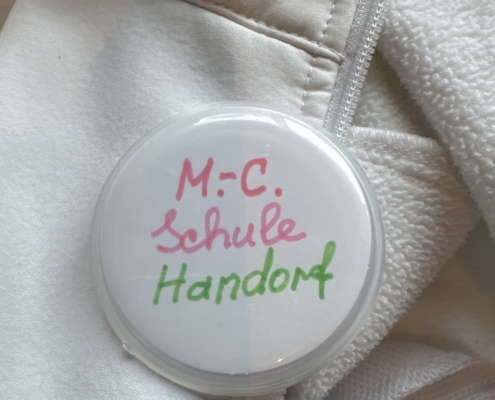 M.-C.
Schule
Handorf